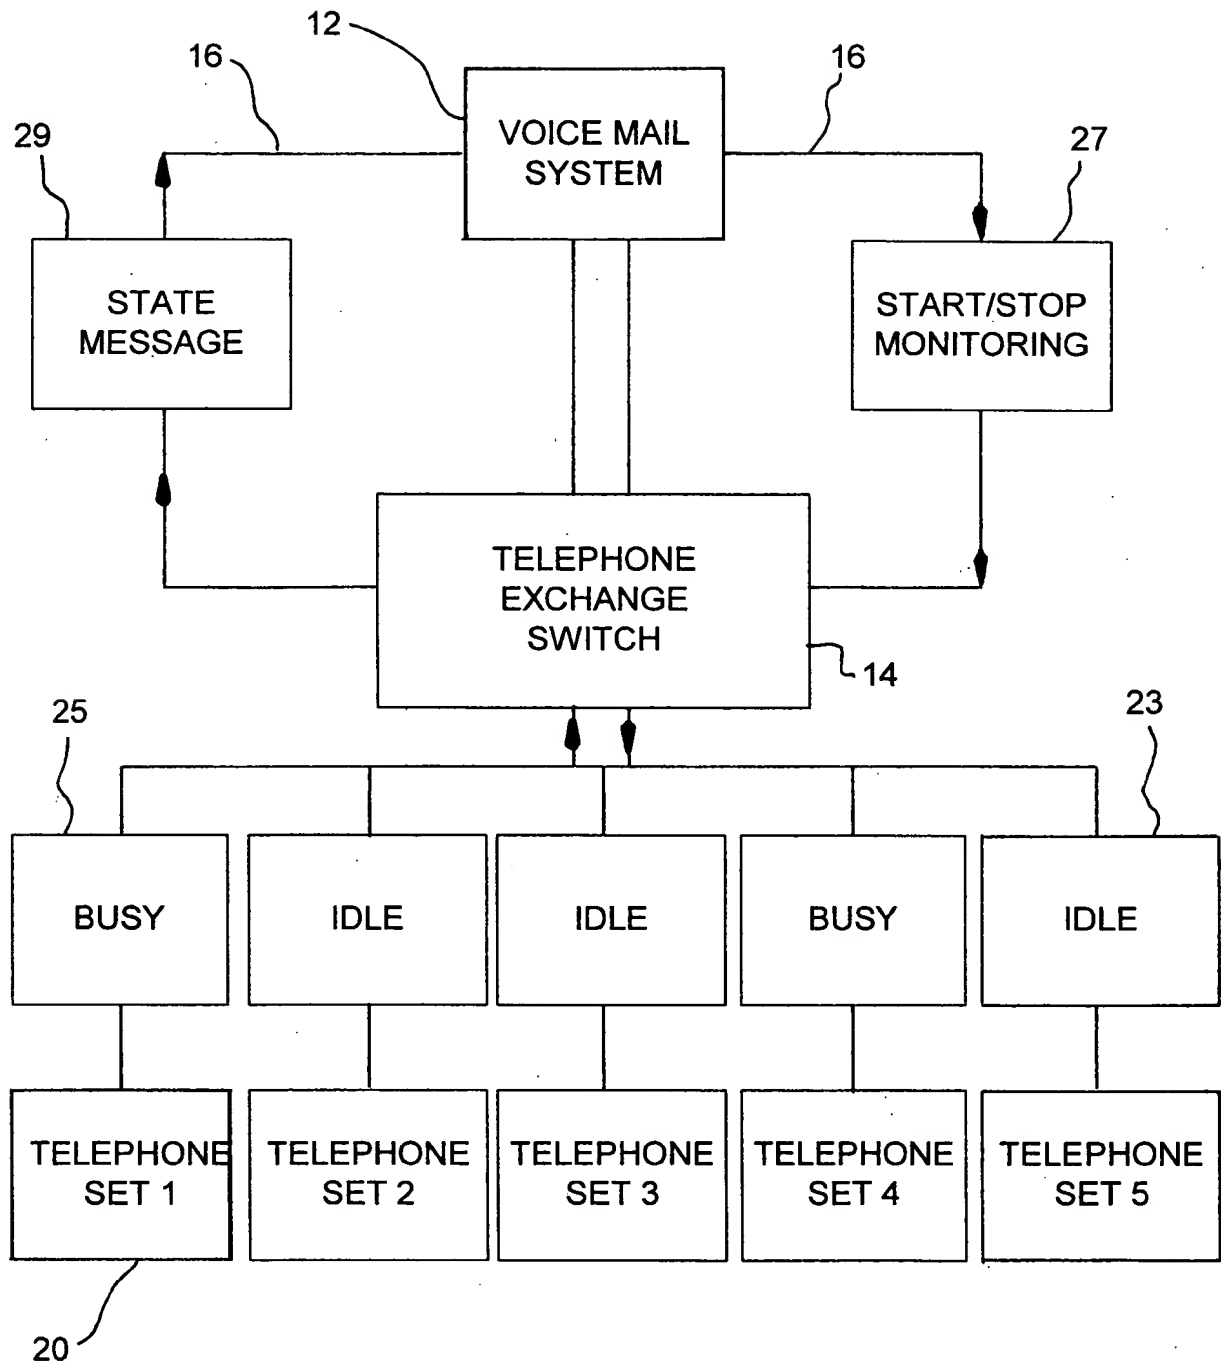 12
16
16
29
27
VOICE MAIL
SYSTEM
STATE
MESSAGE
START/STOP
MONITORING
TELEPHONE
EXCHANGE
SWITCH
14
25
23
BUSY
IDLE
IDLE
BUSY
IDLE
TELEPHONE
SET 1
TELEPHONE
SET 2
TELEPHONE
SET 3
TELEPHONE
SET 4
TELEPHONE
SET 5
20